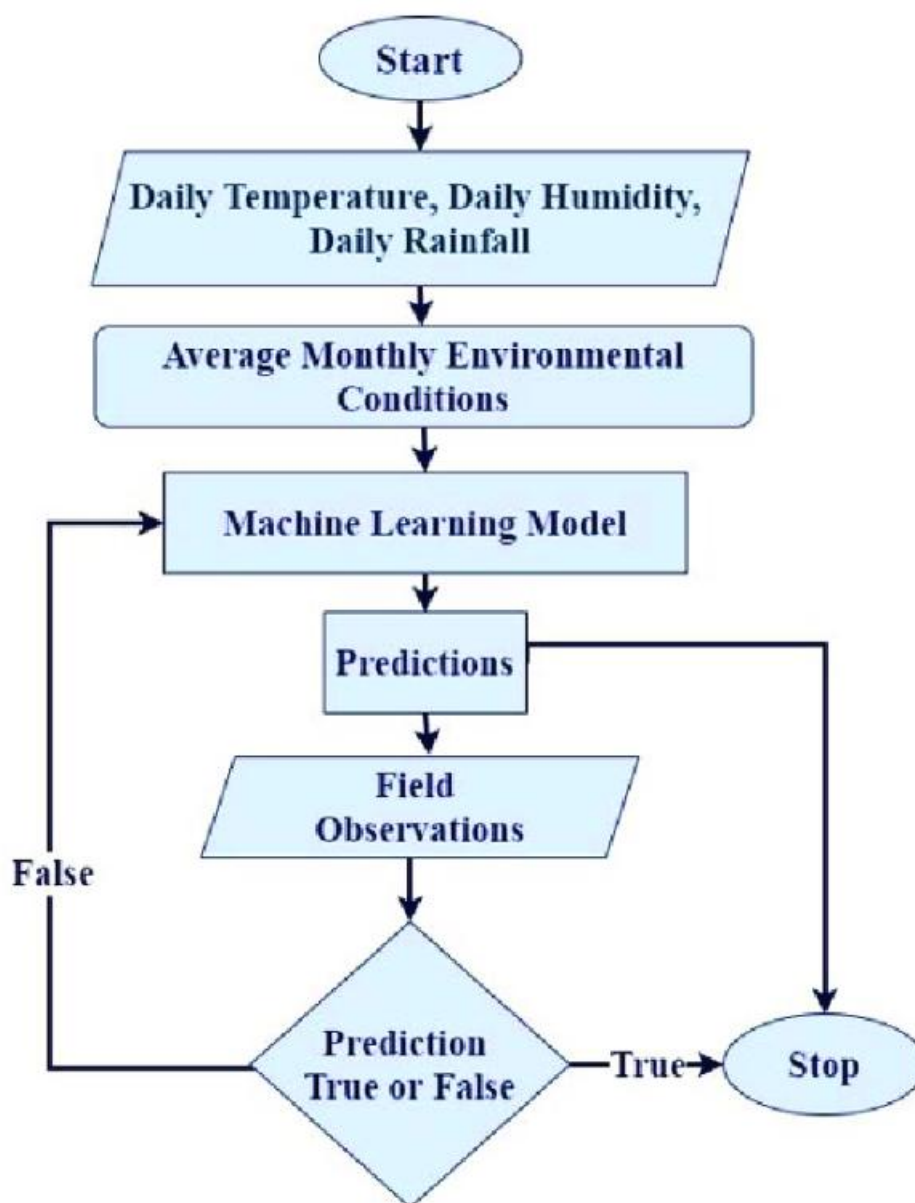 Start
Daily Temperature, Daily Humidity,
Daily Rainfall
Average Monthly Environmental
Conditions
Machine Learning Model
Predictions
Field
Observations
False
Prediction
True or False
True
Stop